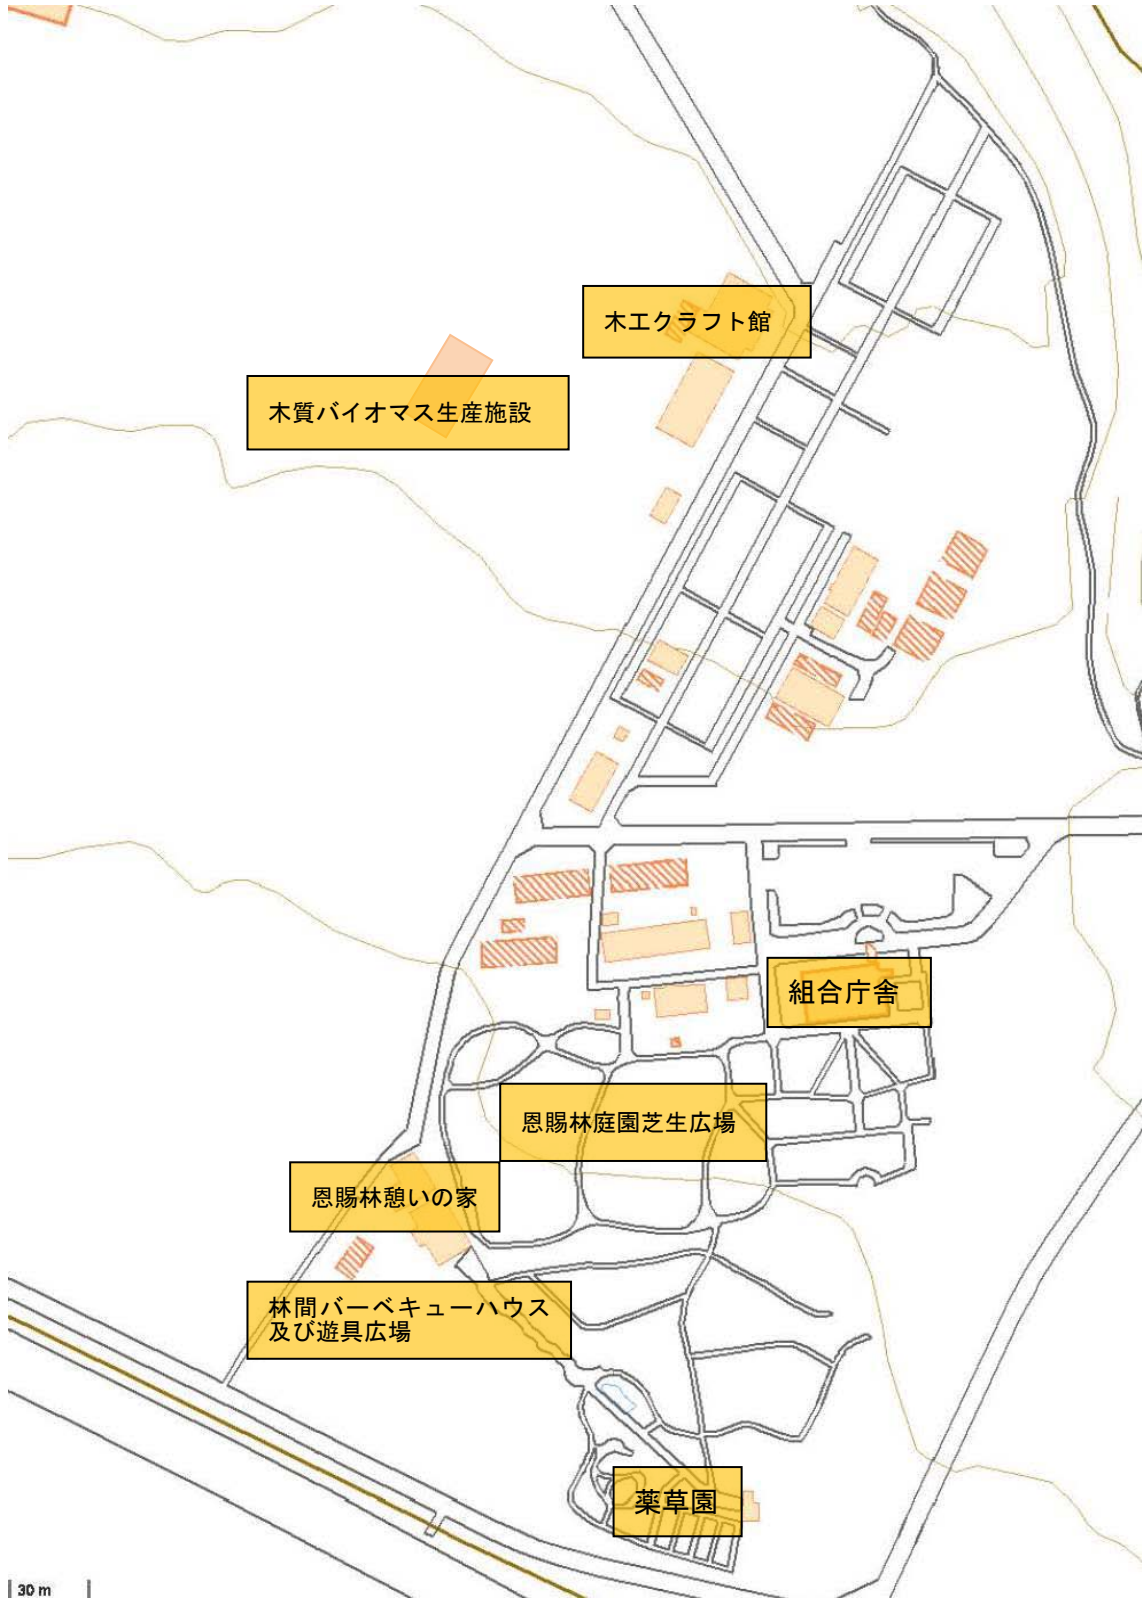 木工クラフト館
木質バイオマス生産施設
組合庁舎
恩賜林庭園芝生広場
恩賜林憩いの家
林間バーベキューハウス
及び遊具広場
薬草園
30 m